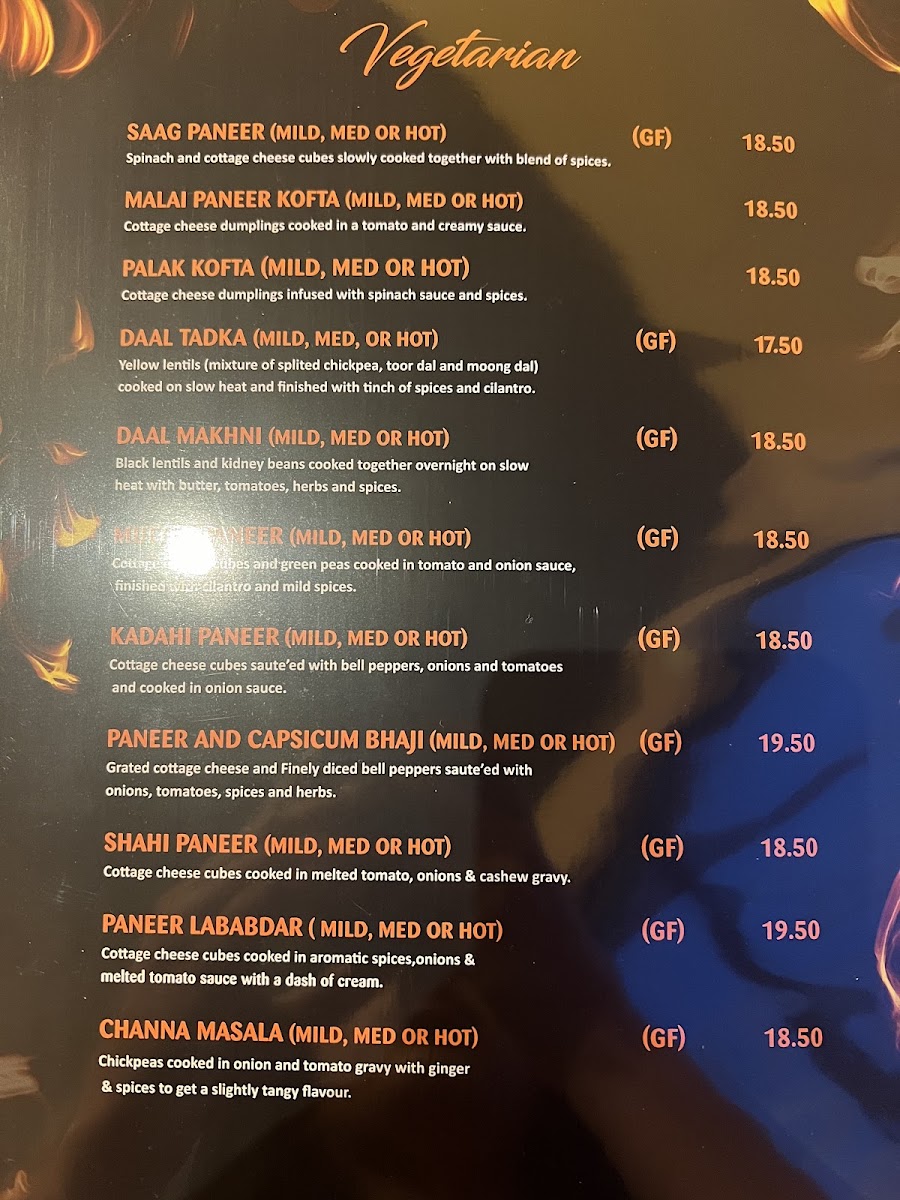 Vegetarian
SAAG PANEER (MILD, MED OR HOT) (GF) 18.50
Spinach and cottage cheese cubes slowly cooked together with blend of spices.
MALAI PANEER KOFTA (MILD, MED OR HOT) 18.50
Cottage cheese dumplings cooked in a tomato and creamy sauce.
PALAK KOFTA (MILD, MED OR HOT) 18.50
Cottage cheese dumplings infused with spinach sauce and spices.
DAAL TADKA (MILD, MED, OR HOT) (GF) 17.50
Yellow lentils (mixture of splited chickpea, toor dal and moong dal)
cooked on slow heat and finished with tinch of spices and cilantro.
DAAL MAKHNI (MILD, MED OR HOT) (GF) 18.50
Black lentils and kidney beans cooked together overnight on slow
heat with butter, tomatoes, herbs and spices.
PANEER (MILD, MED OR HOT) (GF) 18.50
Cottage cubes and green peas cooked in tomato and onion sauce,
finished with cilantro and mild spices.
KADAHI PANEER (MILD, MED OR HOT) (GF) 18.50
Cottage cheese cubes saute'ed with bell peppers, onions and tomatoes
and cooked in onion sauce.
PANEER AND CAPSICUM BHAJI (MILD, MED OR HOT) (GF) 19.50
Grated cottage cheese and Finely diced bell peppers saute'ed with
onions, tomatoes, spices and herbs.
SHAHI PANEER (MILD, MED OR HOT) (GF) 18.50
Cottage cheese cubes cooked in melted tomato, onions & cashew gravy.
PANEER LABABDAR ( MILD, MED OR HOT) (GF) 19.50
Cottage cheese cubes cooked in aromatic spices,onions &
melted tomato sauce with a dash of cream.
CHANNA MASALA (MILD, MED OR HOT) (GF) 18.50
Chickpeas cooked in onion and tomato gravy with ginger
& spices to get a slightly tangy flavour.